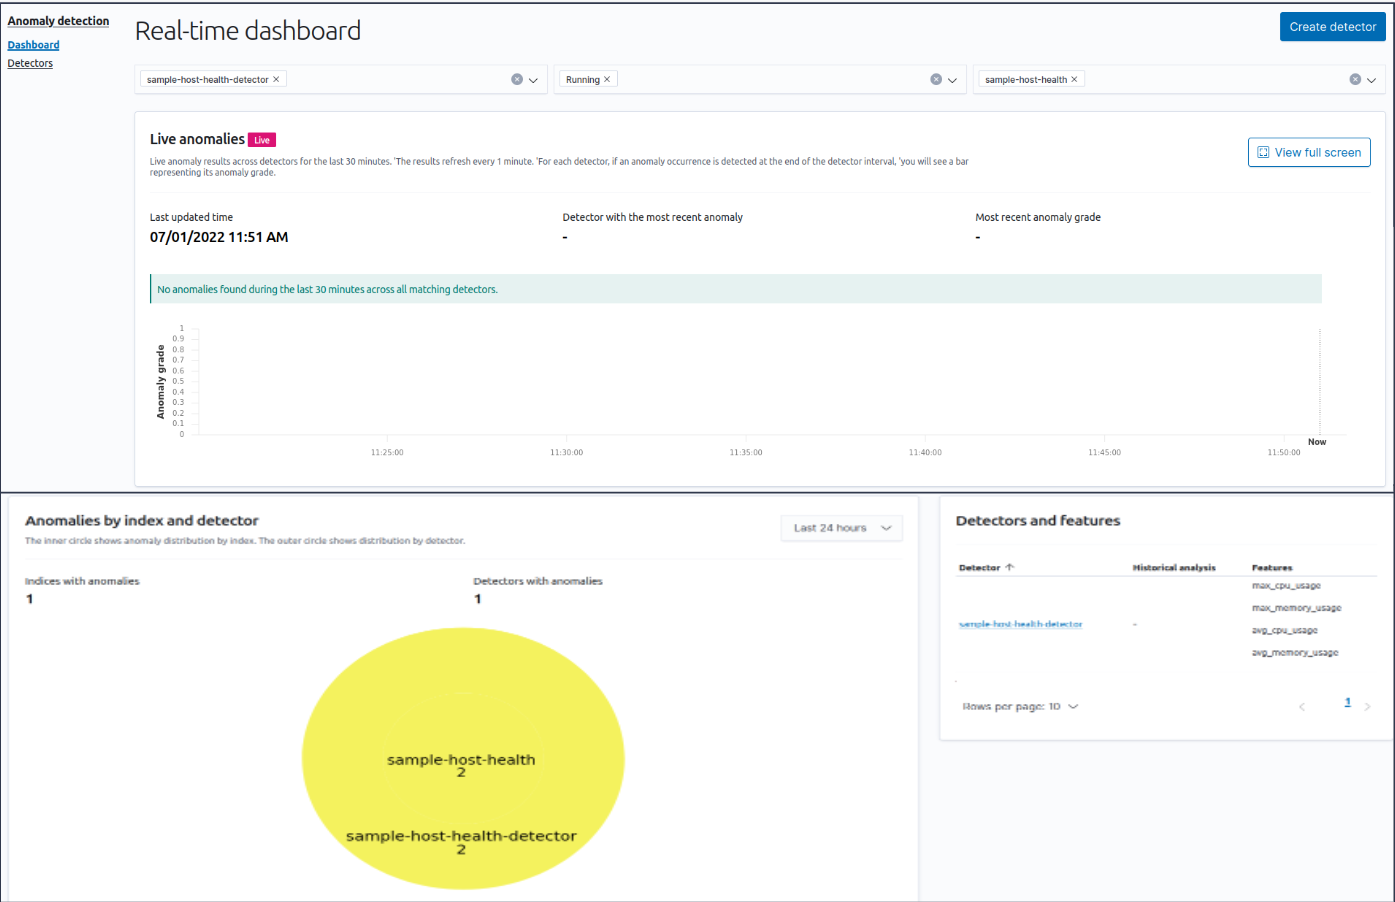 Anomaly detection
Dashboard
Detectors
Real-time dashboard
Create detector
sample-host-health-detector ×
Running ×
sample-host-health ×
Live anomalies Live
Live anomaly results across detectors for the last 30 minutes. 'The results refresh every 1 minute. 'For each detector, if an anomaly occurrence is detected at the end of the detector interval, 'you will see a bar
representing its anomaly grade.
View full screen
Last updated time
07/01/2022 11:51 AM
Detector with the most recent anomaly
-
Most recent anomaly grade
-
No anomalies found during the last 30 minutes across all matching detectors.
Anomaly grade
1
0.9
0.8
0.7
0.6
0.5
0.4
0.3
0.2
0.1
0
11:25:00
11:30:00
11:35:00
11:40:00
11:45:00
11:50:00
Now
Anomalies by index and detector
The inner circle shows anomaly distribution by index. The outer circle shows distribution by detector.
Last 24 hours
Indices with anomalies
1
Detectors with anomalies
1
sample-host-health
2
sample-host-health-detector
2
Detectors and features
Detector ↑ Historical analysis Features
sample-host-health-detector
-
max_cpu_usage
max_memory_usage
avg_cpu_usage
avg_memory_usage
Rows per page: 10
< 1 >